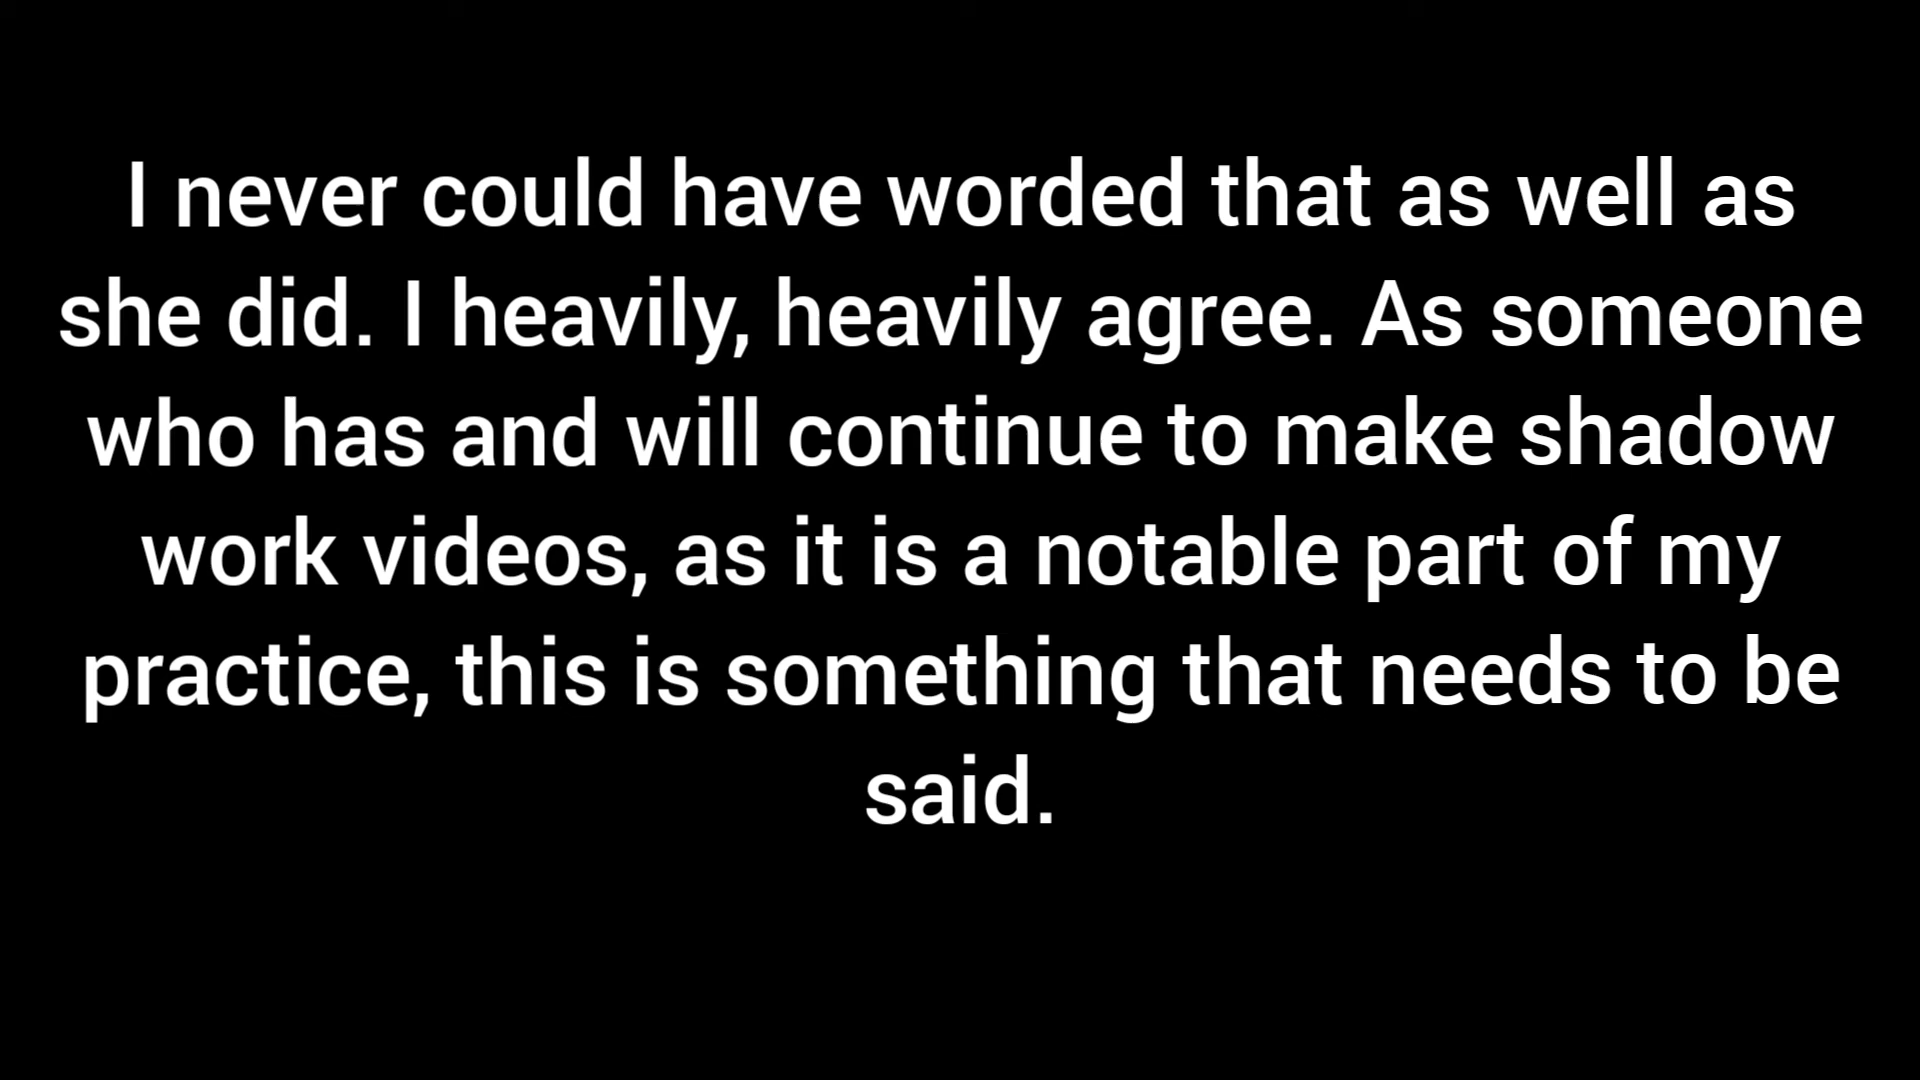 I never could have worded that as well as
she did. I heavily, heavily agree. As someone
who has and will continue to make shadow
work videos, as it is a notable part of my
practice, this is something that needs to be
said.